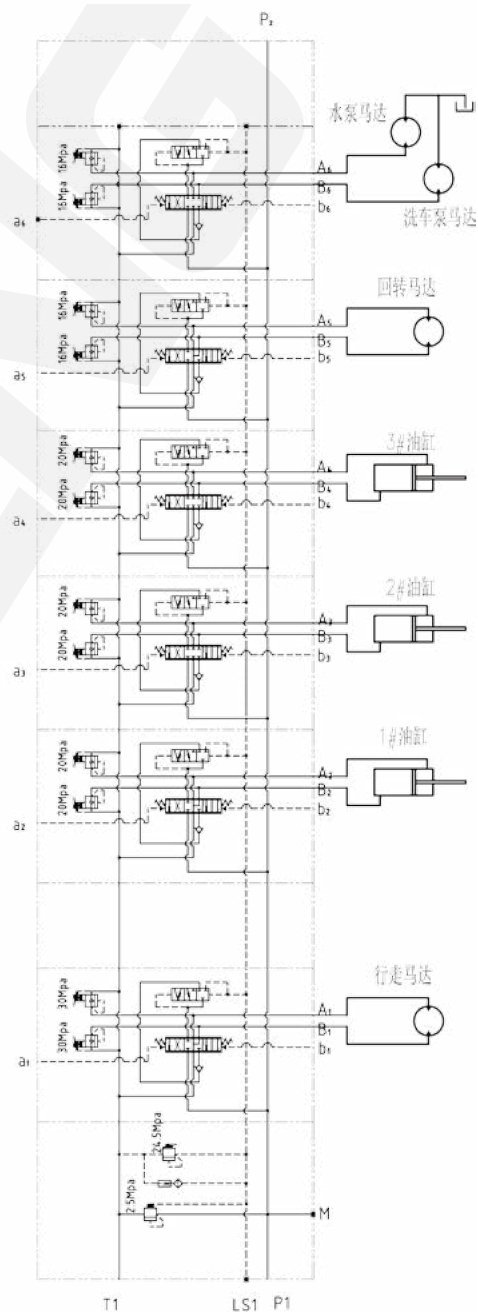 P₂
水泵马达
16Mpa
A₆
16Mpa
B₆
a₆
b₆
洗车泵马达
回转马达
16Mpa
A₅
16Mpa
B₅
a₅
b₅
3#油缸
20Mpa
A₄
20Mpa
B₄
a₄
b₄
2#油缸
20Mpa
A₃
20Mpa
B₃
a₃
b₃
1#油缸
20Mpa
A₂
20Mpa
B₂
a₂
b₂
行走马达
30Mpa
A₁
30Mpa
B₁
a₁
b₁
24.5Mpa
2.5Mpa
M
T1 LS1 P1